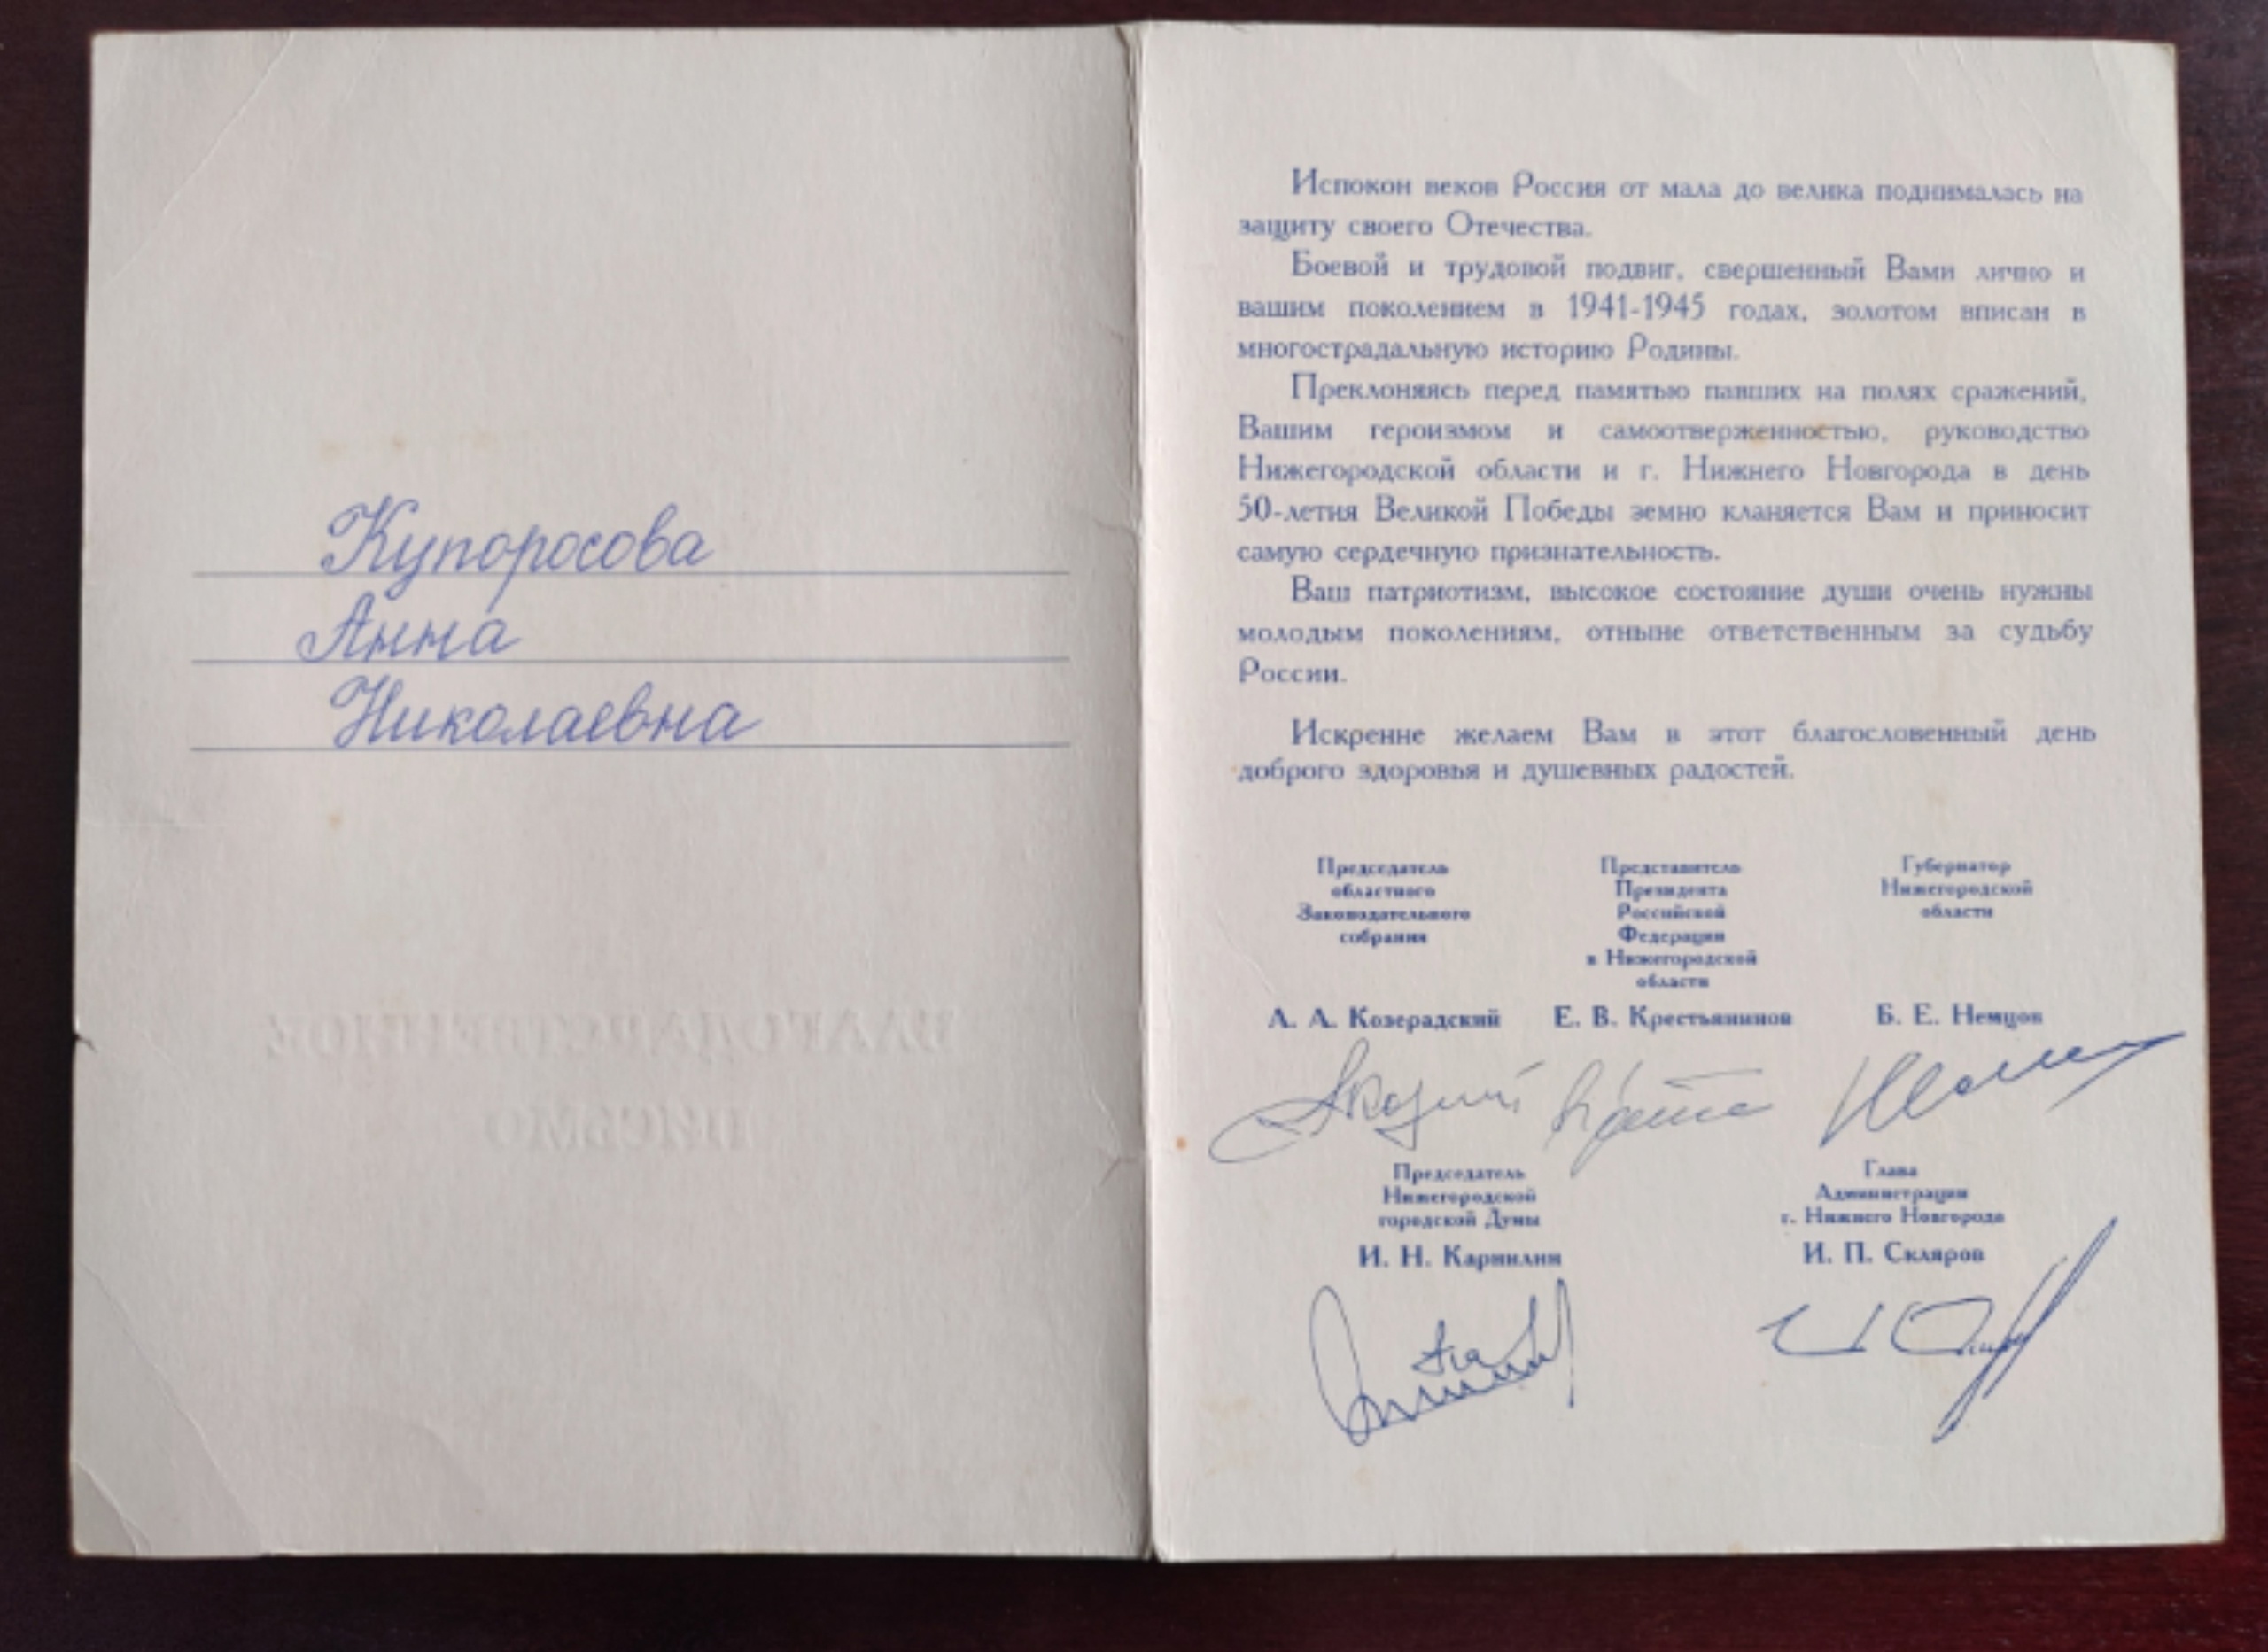 Купоросова
Анна
Николаевна
БЛАГОДАРСТВЕННОЕ
ПИСЬМО
Испокон веков Россия от мала до велика поднималась на
защиту своего Отечества.
Боевой и трудовой подвиг, свершенный Вами лично и
вашим поколением в 1941-1945 годах, золотом вписан в
многострадальную историю Родины.
Преклоняясь перед памятью павших на полях сражений,
Вашим героизмом и самоотверженностью, руководство
Нижегородской области и г. Нижнего Новгорода в день
50-летия Великой Победы земно кланяется Вам и приносит
самую сердечную признательность.
Ваш патриотизм, высокое состояние души очень нужны
молодым поколениям, отныне ответственным за судьбу
России.
Искренне желаем Вам в этот благословенный день
доброго здоровья и душевных радостей.
Председатель
областного
Законодательного
собрания
А. А. Козерадский
Представитель
Президента
Российской
Федерации
в Нижегородской
области
Е. В. Крестьянинов
Губернатор
Нижегородской
области
Б. Е. Немцов
Председатель
Нижегородской
городской Думы
И. Н. Карнилин
Глава
Администрации
г. Нижнего Новгорода
И. П. Скляров